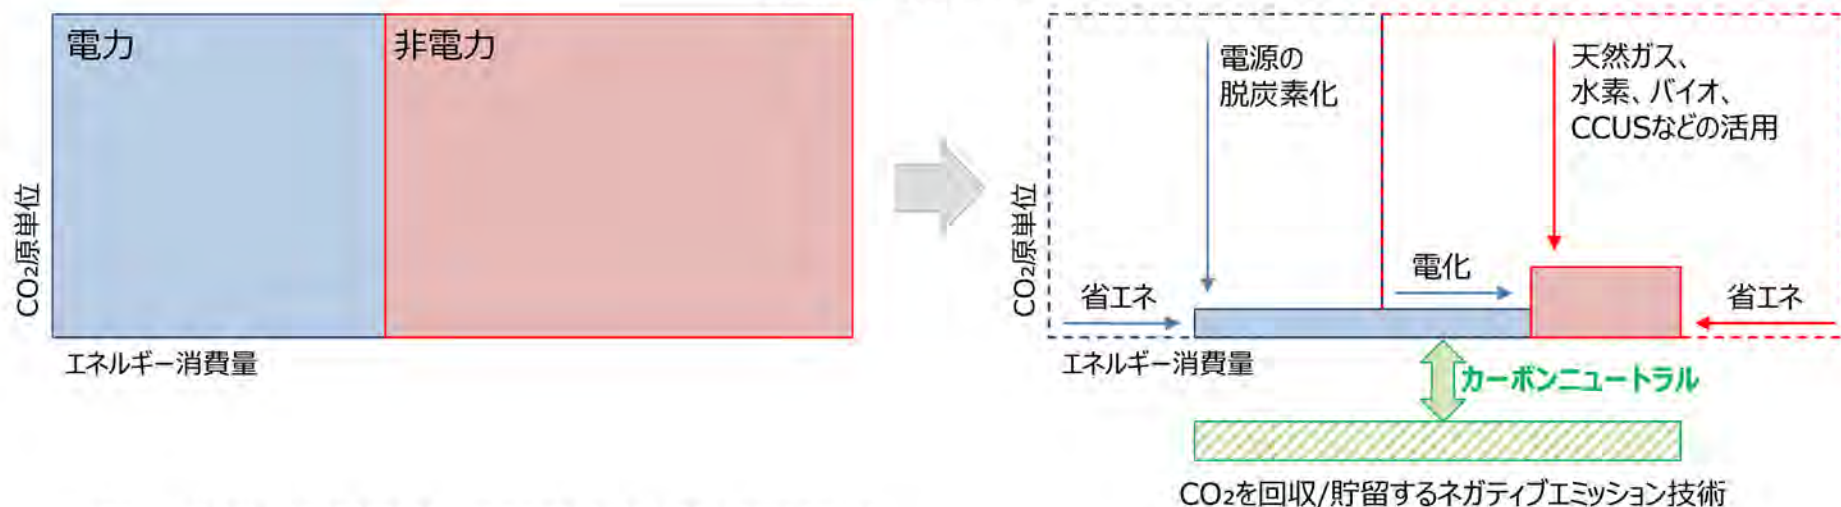 電力
非電力
CO₂原単位
エネルギー消費量
電源の
脱炭素化
天然ガス、
水素、バイオ、
CCUSなどの活用
CO₂原単位
省エネ
電化
省エネ
エネルギー消費量
カーボンニュートラル
CO₂を回収/貯留するネガティブエミッション技術